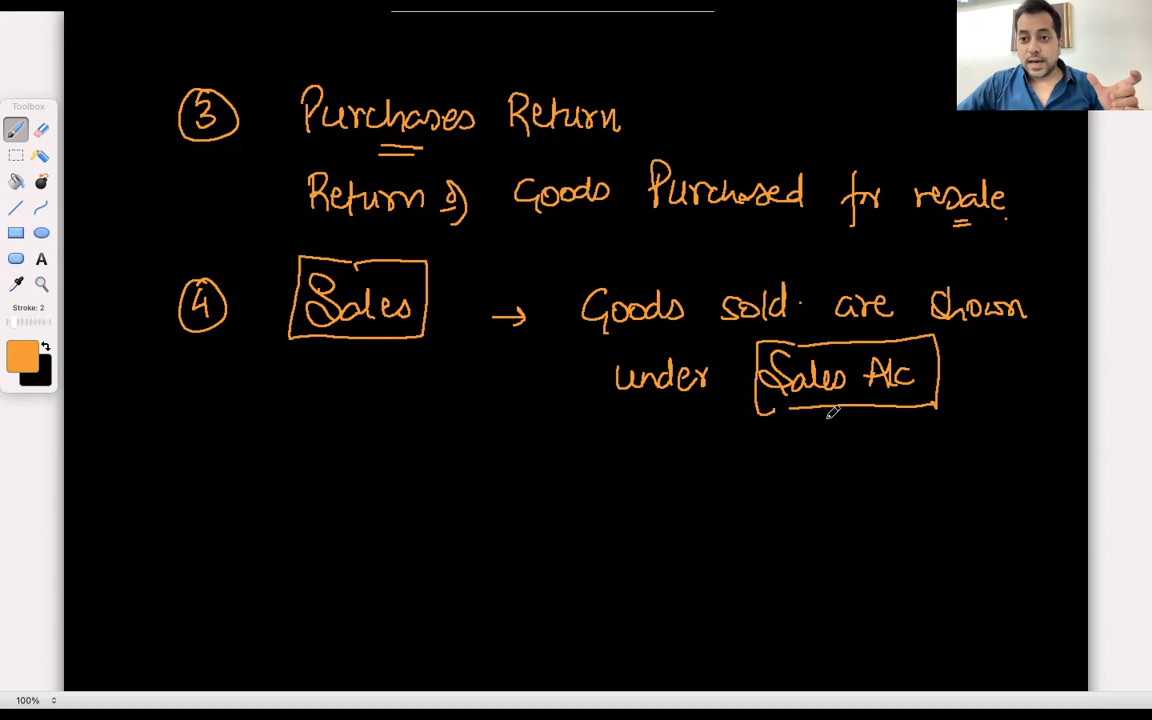 Toolbox
③ Purchases Return
Return of Goods Purchased for resale.
④ Sales → Goods sold are shown
under Sales A/c
A
Stroke: 2
100%